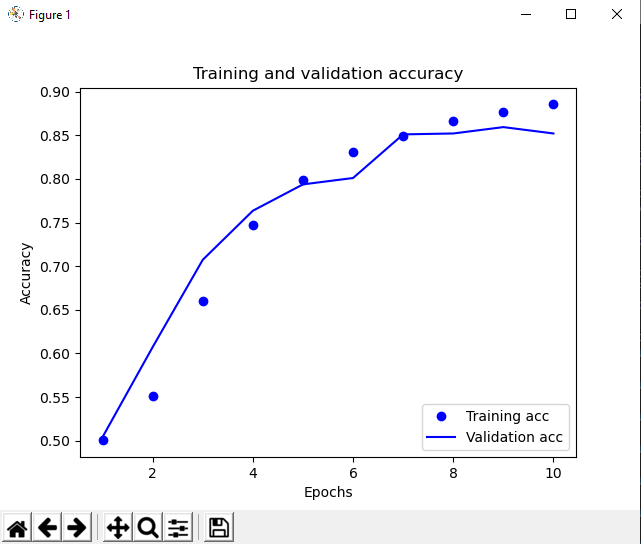 Figure 1
Training and validation accuracy
0.90
0.85
0.80
0.75
0.70
0.65
0.60
0.55
0.50
Accuracy
Training acc
Validation acc
2 4 6 8 10
Epochs